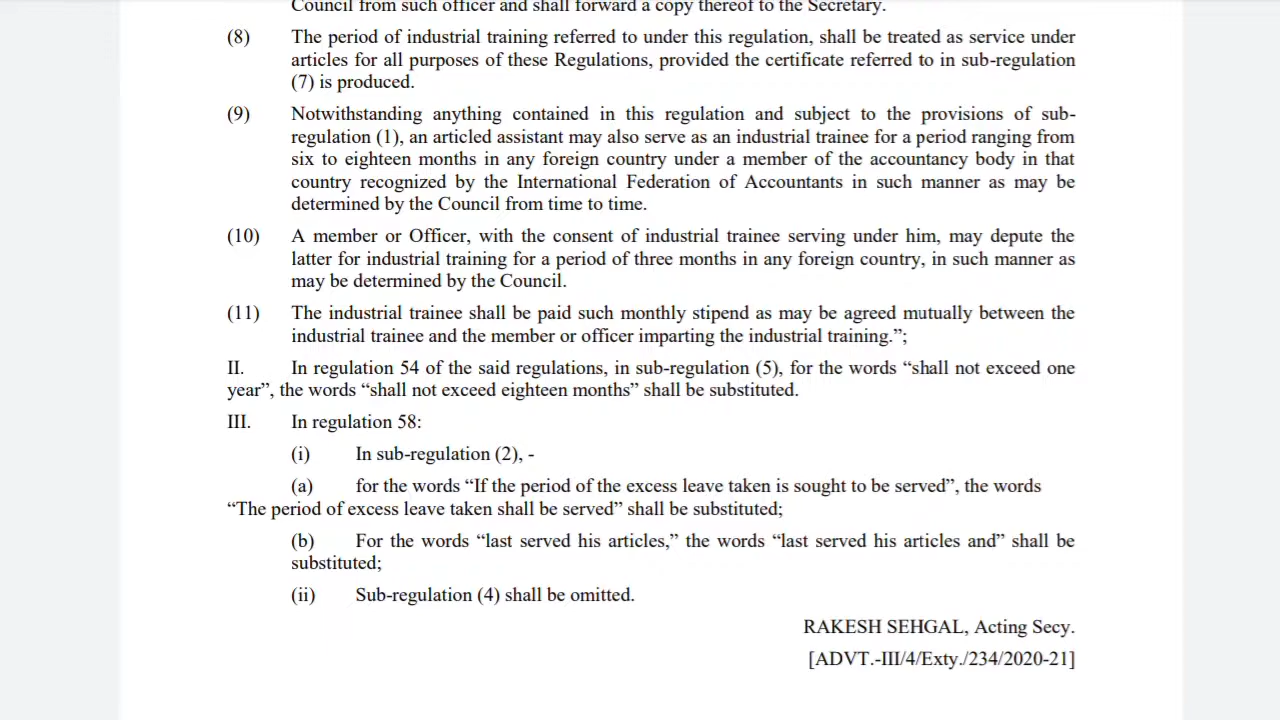 Council from such officer and shall forward a copy thereof to the Secretary.
(8) The period of industrial training referred to under this regulation, shall be treated as service under
articles for all purposes of these Regulations, provided the certificate referred to in sub-regulation
(7) is produced.
(9) Notwithstanding anything contained in this regulation and subject to the provisions of sub-
regulation (1), an articled assistant may also serve as an industrial trainee for a period ranging from
six to eighteen months in any foreign country under a member of the accountancy body in that
country recognized by the International Federation of Accountants in such manner as may be
determined by the Council from time to time.
(10) A member or Officer, with the consent of industrial trainee serving under him, may depute the
latter for industrial training for a period of three months in any foreign country, in such manner as
may be determined by the Council.
(11) The industrial trainee shall be paid such monthly stipend as may be agreed mutually between the
industrial trainee and the member or officer imparting the industrial training.”;
II. In regulation 54 of the said regulations, in sub-regulation (5), for the words “shall not exceed one
year”, the words “shall not exceed eighteen months” shall be substituted.
III. In regulation 58:
(i) In sub-regulation (2), -
(a) for the words “If the period of the excess leave taken is sought to be served”, the words
“The period of excess leave taken shall be served” shall be substituted;
(b) For the words “last served his articles,” the words “last served his articles and” shall be
substituted;
(ii) Sub-regulation (4) shall be omitted.
RAKESH SEHGAL, Acting Secy.
[ADVT.-III/4/Exty./234/2020-21]